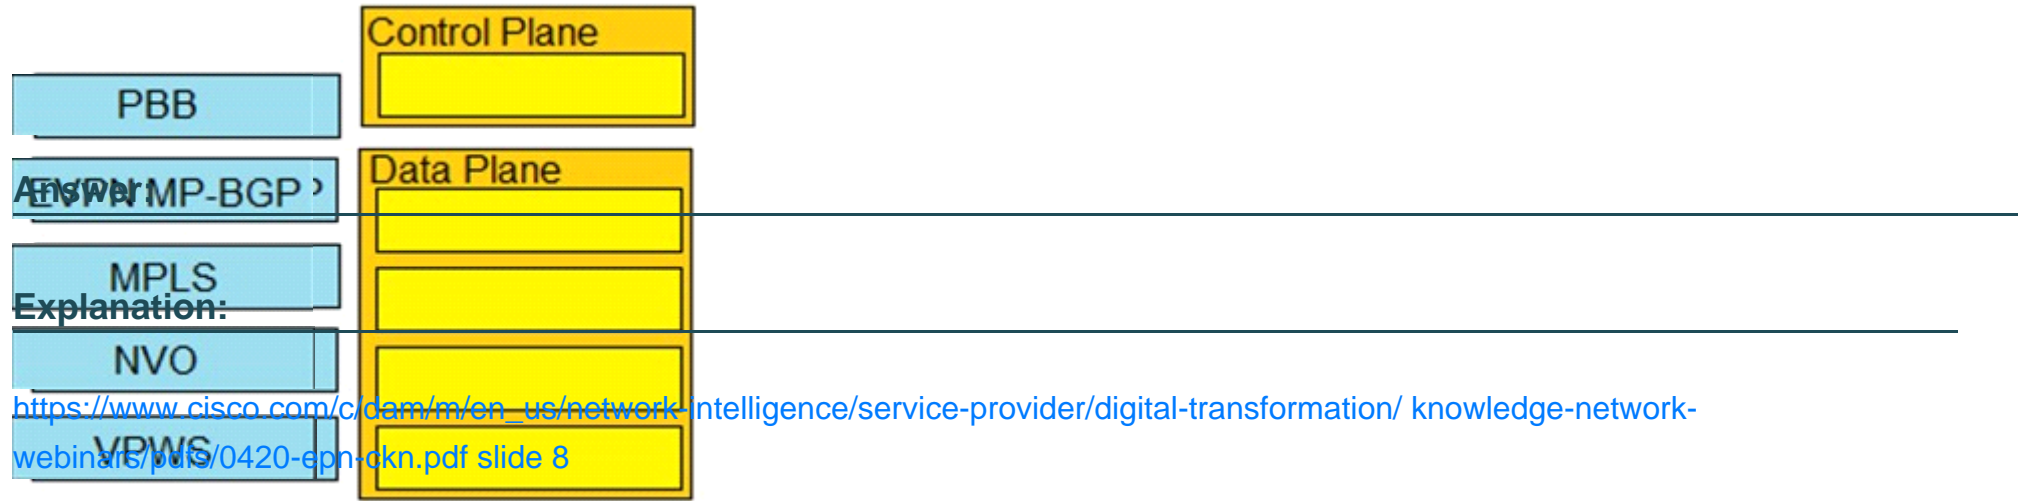 Control Plane
PBB
Data Plane
Answer:
EVPN MP-BGP
MPLS
Explanation:
NVO
https://www.cisco.com/c/dam/m/en_us/network-intelligence/service-provider/digital-transformation/ knowledge-network-
webinars/pdfs/0420-epn-ckn.pdf slide 8
VPWS